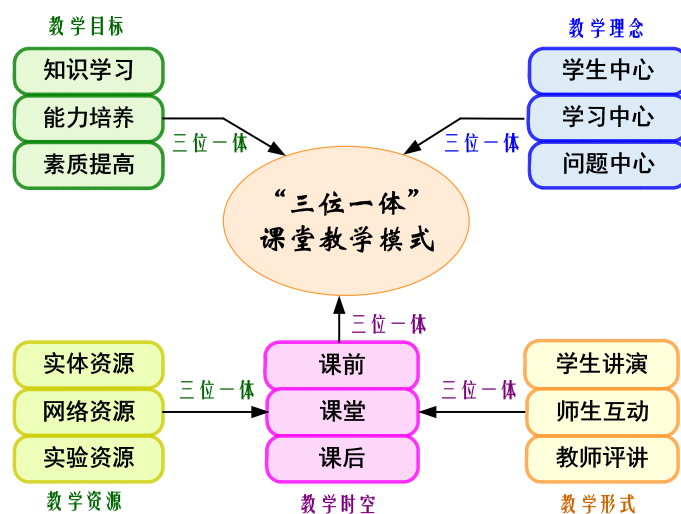 教学目标
知识学习
能力培养
素质提高
三位一体
教学理念
学生中心
学习中心
问题中心
三位一体
“三位一体”
课堂教学模式
三位一体
实体资源
网络资源
实验资源
教学资源
三位一体
课前
课堂
课后
教学时空
三位一体
学生讲演
师生互动
教师评讲
教学形式